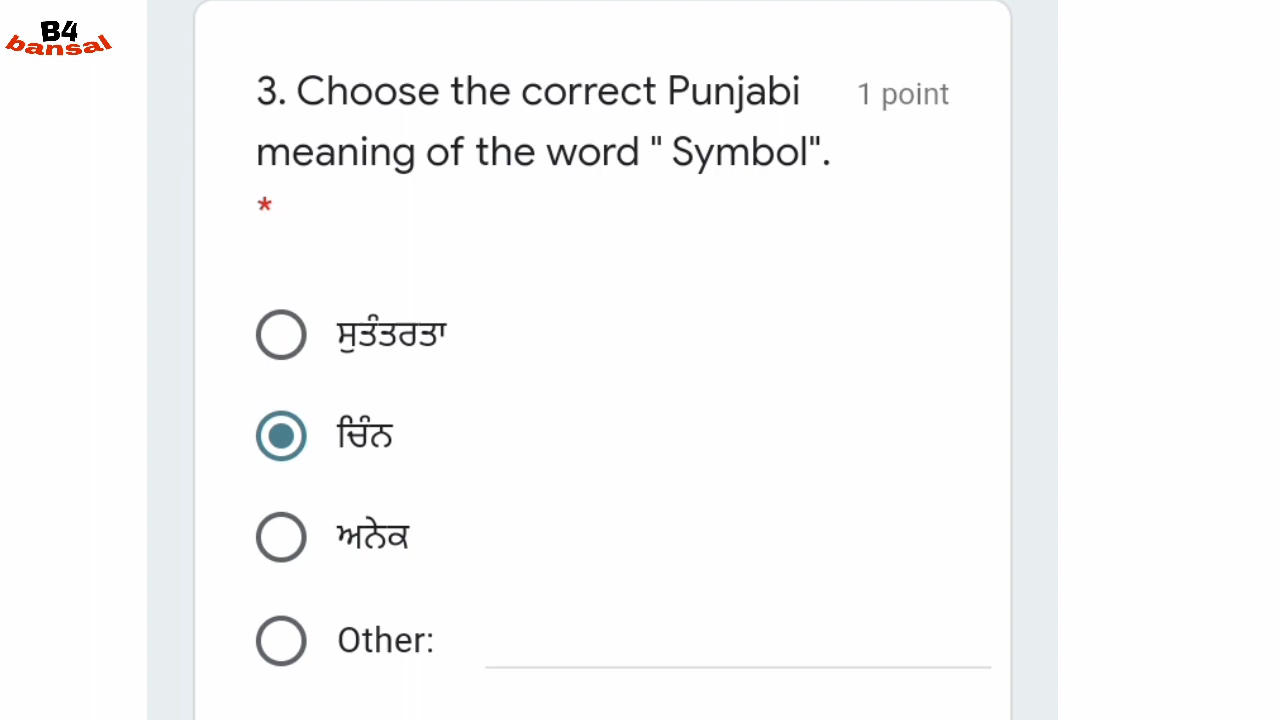 B4
bansal
3. Choose the correct Punjabi
1 point
meaning of the word " Symbol".
*
ਸੁਤੰਤਰਤਾ
ਚਿੰਨ
ਅਨੇਕ
Other: